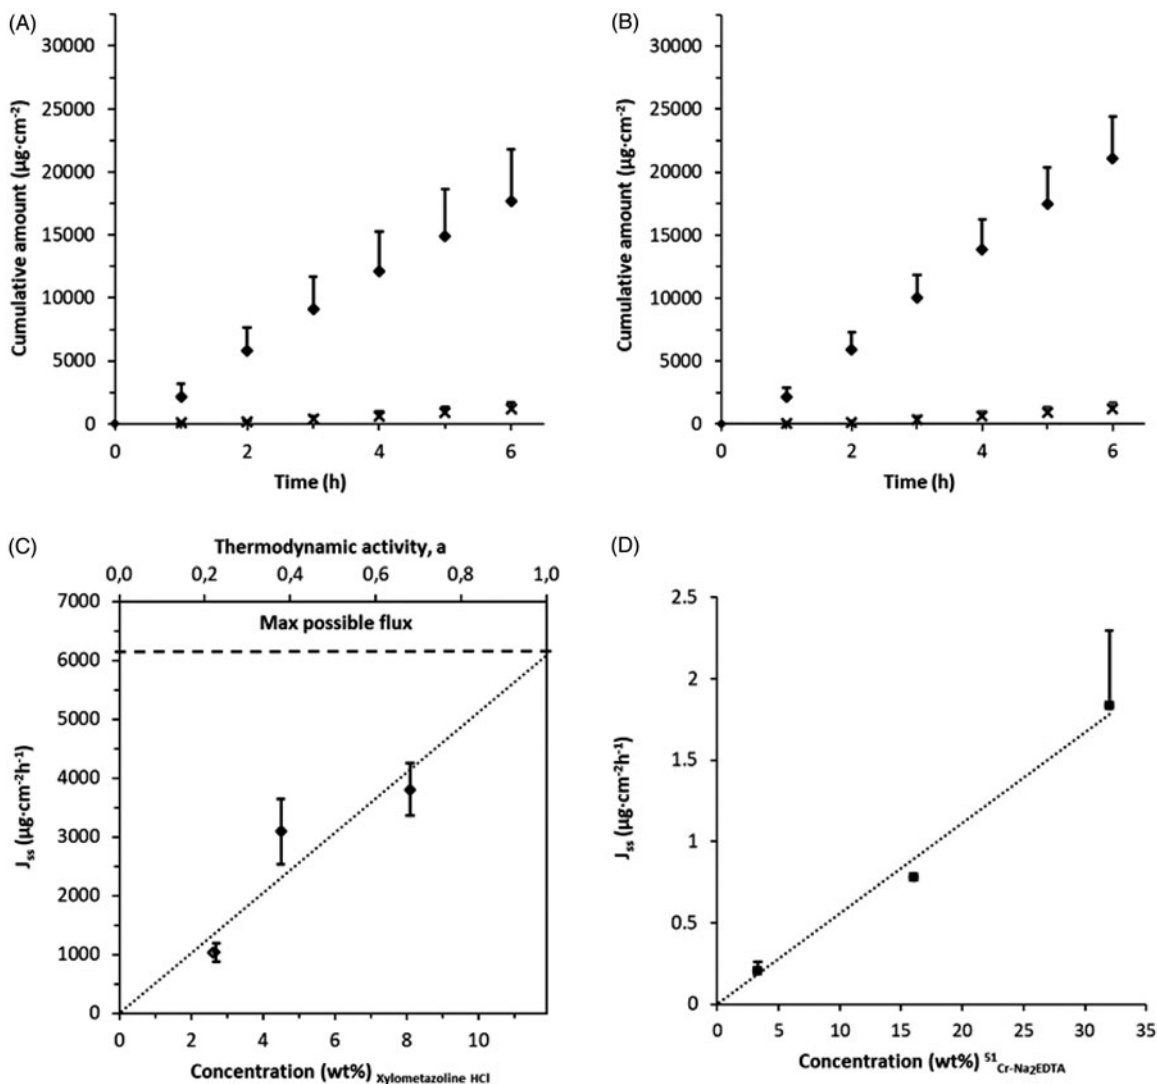 (A)
30000
25000
20000
15000
10000
5000
0
Cumulative amount (µg·cm⁻²)
0 2 4 6
Time (h)
(B)
30000
25000
20000
15000
10000
5000
0
Cumulative amount (µg·cm⁻²)
0 2 4 6
Time (h)
(C)
Thermodynamic activity, a
0,0 0,2 0,4 0,6 0,8 1,0
Max possible flux
7000
6000
5000
4000
3000
2000
1000
0
Jss (µg·cm⁻²h⁻¹)
0 2 4 6 8 10
Concentration (wt%) Xylometazoline HCl
(D)
2.5
2
1.5
1
0.5
0
Jss (µg·cm⁻²h⁻¹)
0 5 10 15 20 25 30 35
Concentration (wt%) ⁵¹Cr-Na₂EDTA